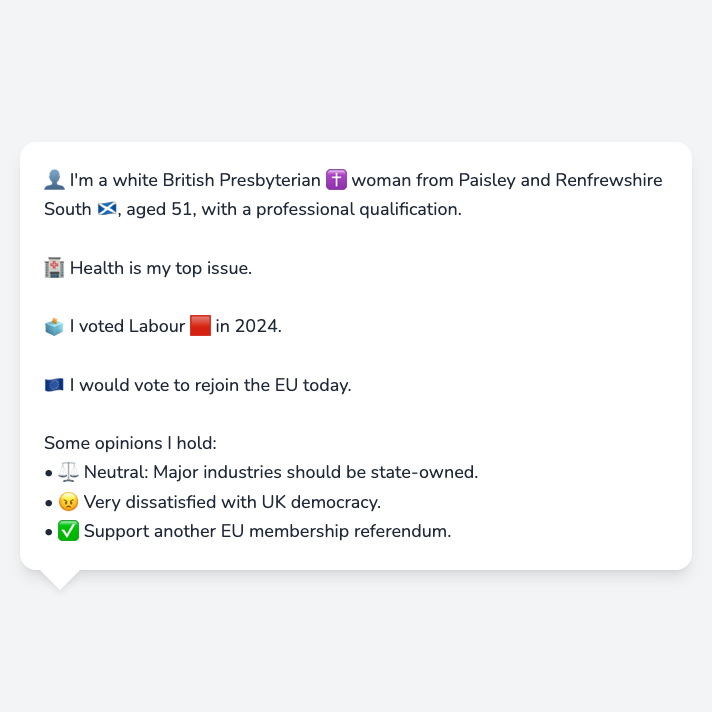 👤 I'm a white British Presbyterian ✝️ woman from Paisley and Renfrewshire
South 🏴󠁧󠁢󠁳󠁣󠁴󠁿, aged 51, with a professional qualification.
🏥 Health is my top issue.
🗳️ I voted Labour 🟥 in 2024.
🇪🇺 I would vote to rejoin the EU today.
Some opinions I hold:
• ⚖️ Neutral: Major industries should be state-owned.
• 😠 Very dissatisfied with UK democracy.
• ✅ Support another EU membership referendum.